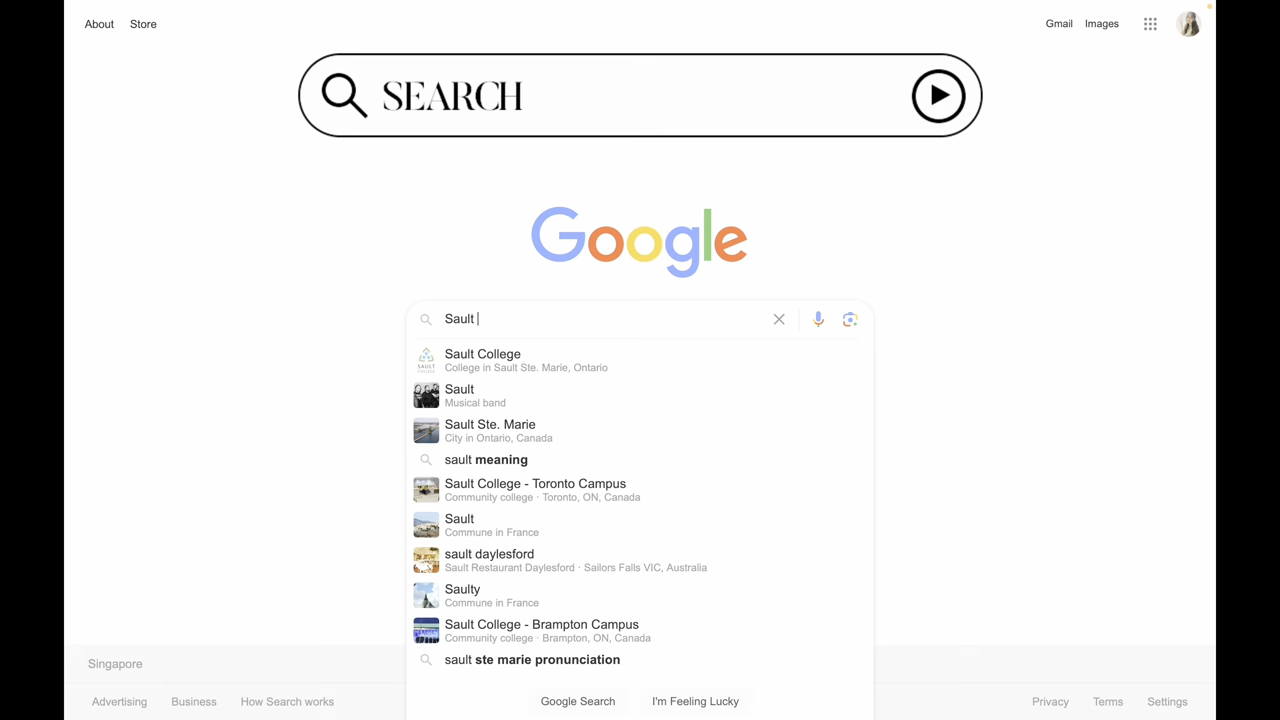 About Store
Gmail Images
SEARCH
Google
Sault
Sault College
College in Sault Ste. Marie, Ontario
Sault
Musical band
Sault Ste. Marie
City in Ontario, Canada
sault meaning
Sault College - Toronto Campus
Community college · Toronto, ON, Canada
Sault
Commune in France
sault daylesford
Sault Restaurant Daylesford · Sailors Falls VIC, Australia
Saulty
Commune in France
Sault College - Brampton Campus
Community college · Brampton, ON, Canada
sault ste marie pronunciation
Singapore
Google Search I'm Feeling Lucky
Advertising Business How Search works
Privacy Terms Settings